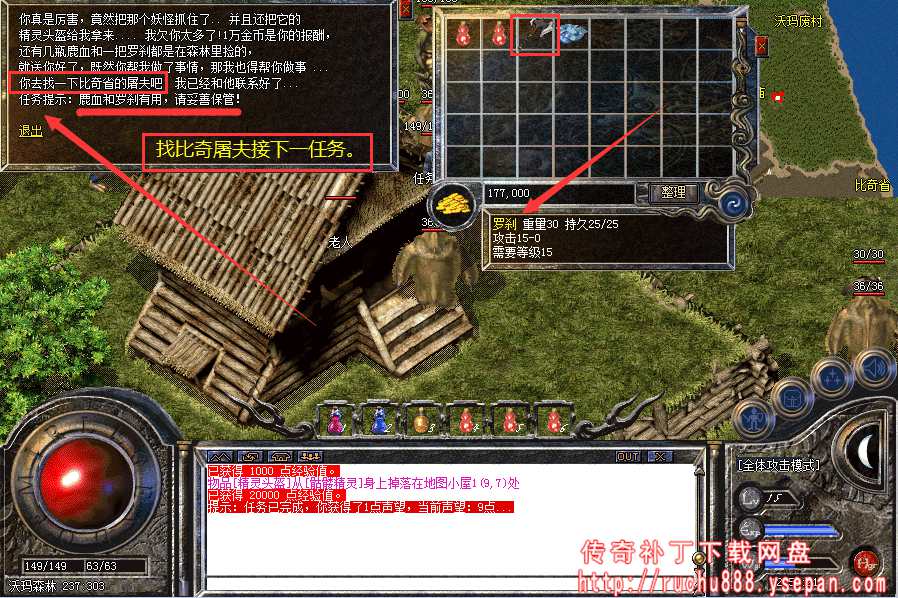 你真是厉害，竟然把那个妖怪抓住了.. 并且还把它的
精灵头盔给我拿来.... 我欠你太多了!1万金币是你的报酬，
还有几瓶鹿血和一把罗刹都是在森林里捡的，
就送你好了，既然你帮我做了事情，那我也得帮你做事 ...
你去找一下比奇省的屠夫吧 我已经和他联系好了...
任务提示：鹿血和罗刹有用，请妥善保管!
退出
找比奇屠夫接下一任务。
177,000
整理
罗刹 重量30 持久25/25
攻击15-0
需要等级15
沃玛废村
比奇省
149/1
老人
30/30
36/36
OUT
已获得 1000 点经验值。
物品[精灵头盔]从[骷髅精灵]身上掉落在地图小屋1(9,7)处
已获得 20000 点经验值。
提示：任务已完成，你获得了1点声望，当前声望：9点...
[全体攻击模式]
Lv 15
Exp
149/149 63/63
沃玛森林 237:303
传奇补丁下载网盘
http://ruchu888.ysepan.com